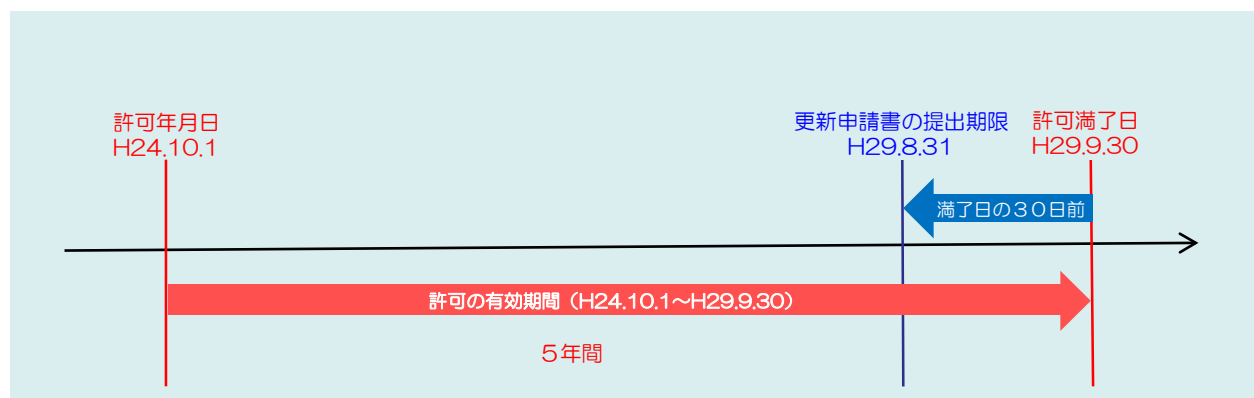 許可年月日
H24.10.1
更新申請書の提出期限
H29.8.31
許可満了日
H29.9.30
満了日の３０日前
許可の有効期間（H24.10.1～H29.9.30）
５年間